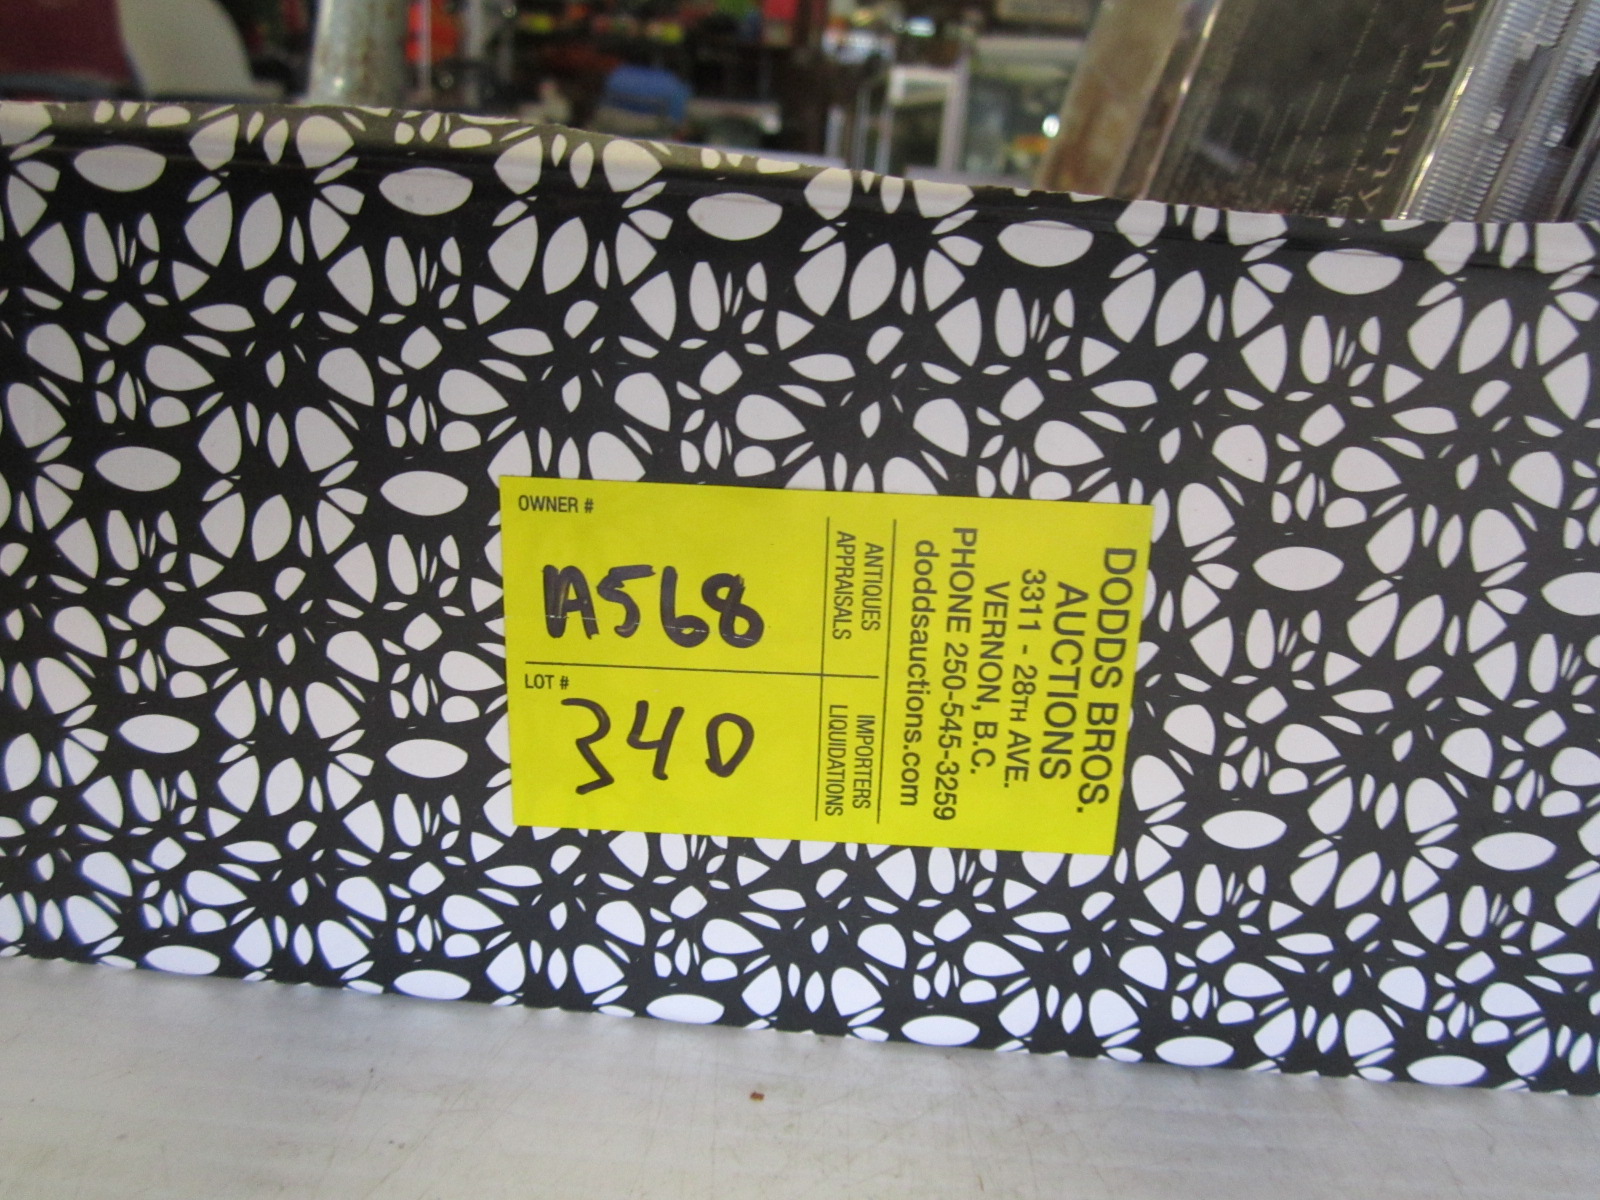 OWNER #
A568
LOT #
340
DODDS BROS.
AUCTIONS
3311 - 28TH AVE.
VERNON, B.C.
PHONE 250-545-3259
doddsauctions.com
ANTIQUES
APPRAISALS
IMPORTERS
LIQUIDATIONS
Johnny